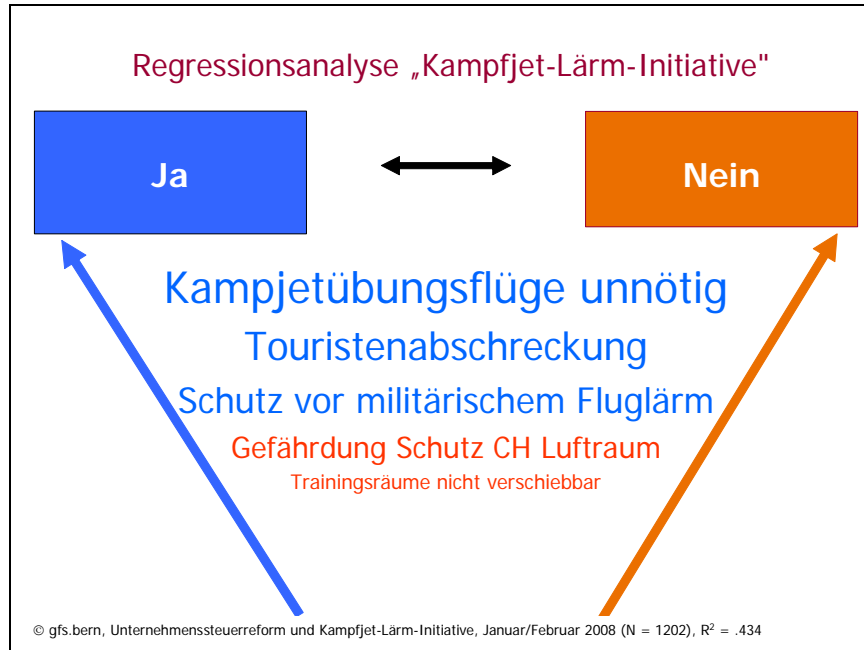 Regressionsanalyse „Kampfjet-Lärm-Initiative"
Ja
Nein
Kampjetübungsflüge unnötig
Touristenabschreckung
Schutz vor militärischem Fluglärm
Gefährdung Schutz CH Luftraum
Trainingsräume nicht verschiebbar
© gfs.bern, Unternehmenssteuerreform und Kampfjet-Lärm-Initiative, Januar/Februar 2008 (N = 1202), R² = .434